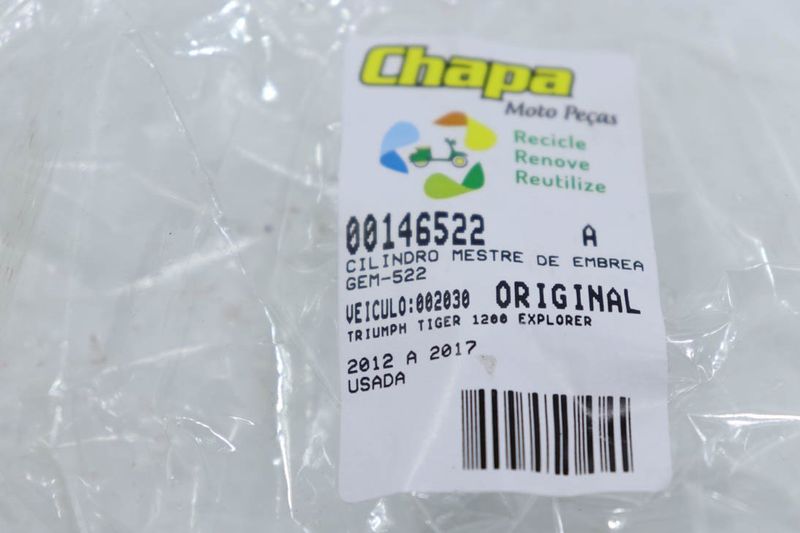 Chapa
Moto Peças
Recicle
Renove
Reutilize
00146522 A
CILINDRO MESTRE DE EMBREA
GEM-522
VEICULO:002030 ORIGINAL
TRIUMPH TIGER 1200 EXPLORER
2012 A 2017
USADA